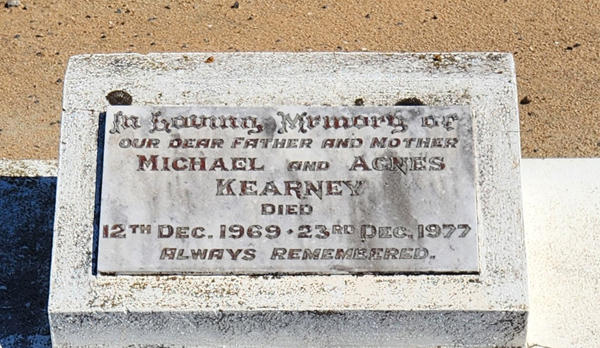 In Loving Memory of
OUR DEAR FATHER AND MOTHER
MICHAEL AND AGNES
KEARNEY
DIED
12TH DEC. 1969 · 23RD DEC. 1977
ALWAYS REMEMBERED.